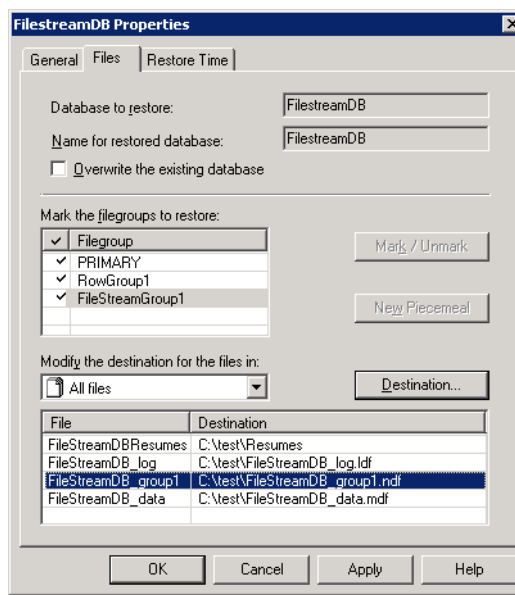 FilestreamDB Properties
General Files Restore Time
Database to restore: FilestreamDB
Name for restored database: FilestreamDB
Overwrite the existing database
Mark the filegroups to restore:
Filegroup
PRIMARY
RowGroup1
FileStreamGroup1
Mark / Unmark
New Piecemeal
Modify the destination for the files in:
All files
Destination...
File Destination
FileStreamDBResumes C:\test\Resumes
FileStreamDB_log C:\test\FileStreamDB_log.ldf
FileStreamDB_group1 C:\test\FileStreamDB_group1.ndf
FileStreamDB_data C:\test\FileStreamDB_data.mdf
OK Cancel Apply Help